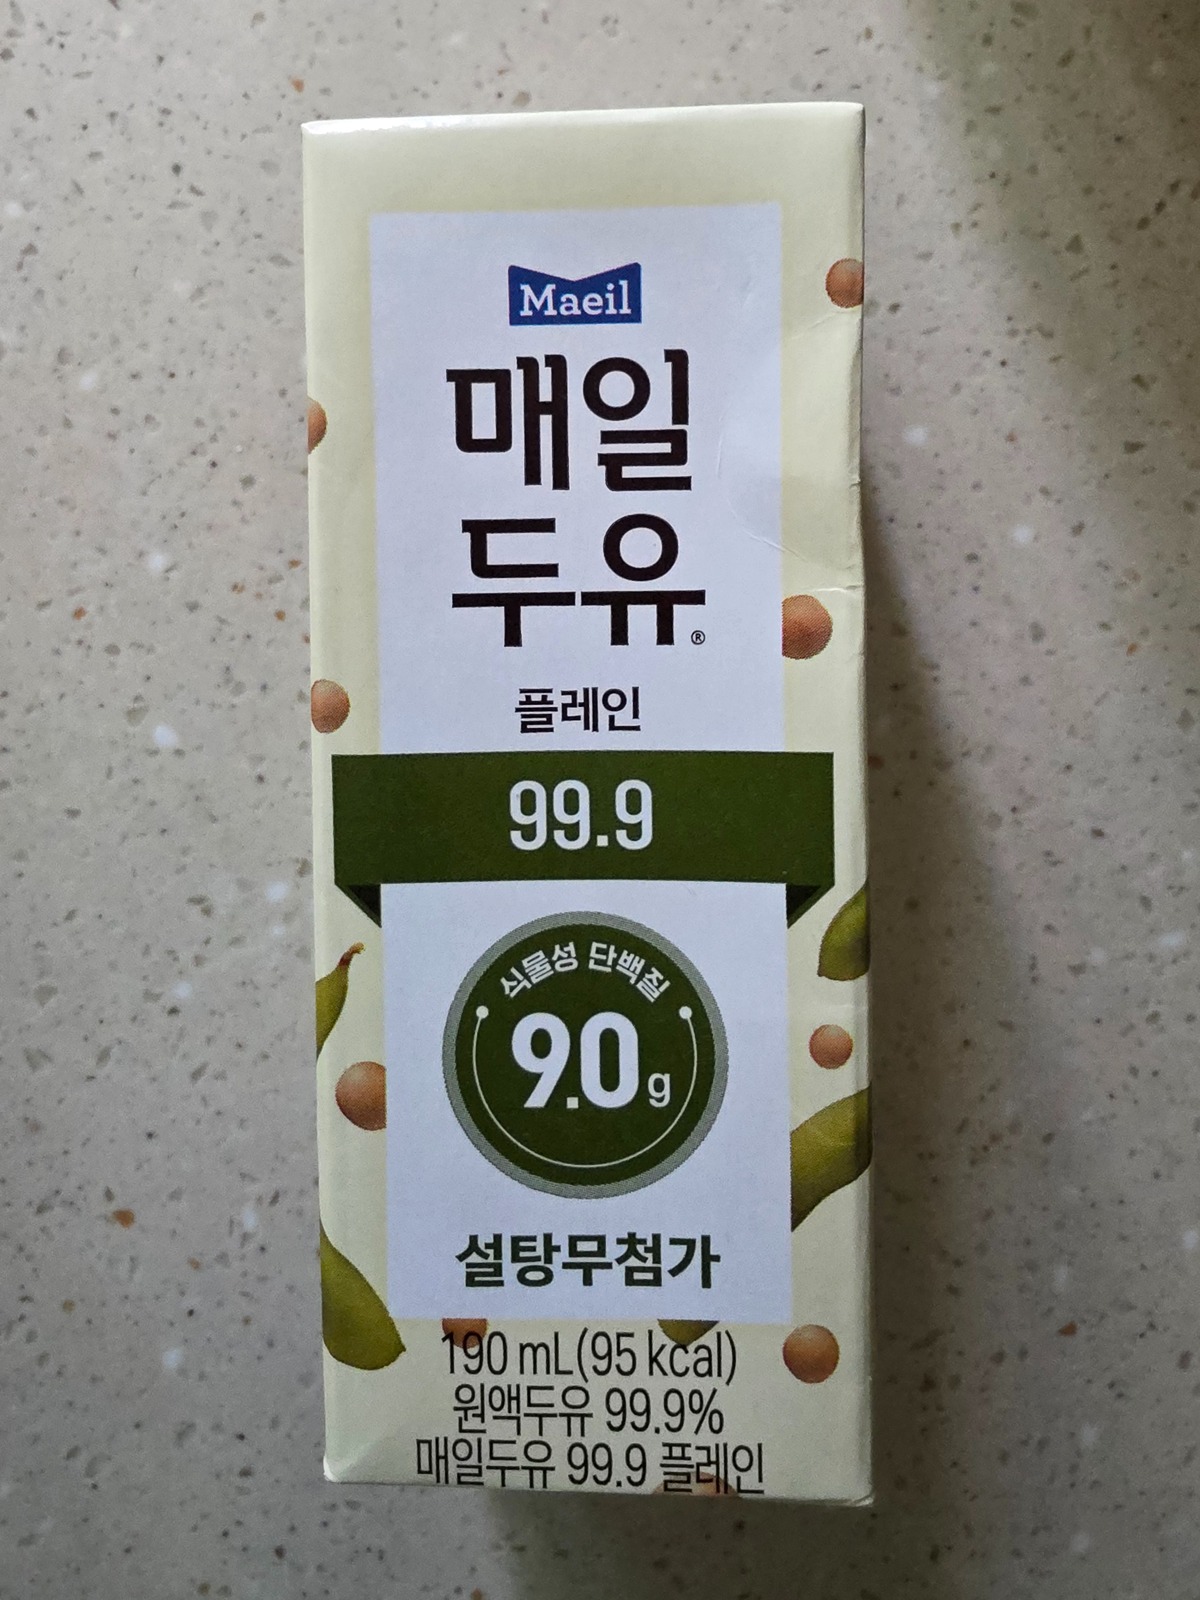 Maeil
매일
두유®
플레인
99.9
식물성 단백질
9.0 g
설탕무첨가
190 mL(95 kcal)
원액두유 99.9%
매일두유 99.9 플레인